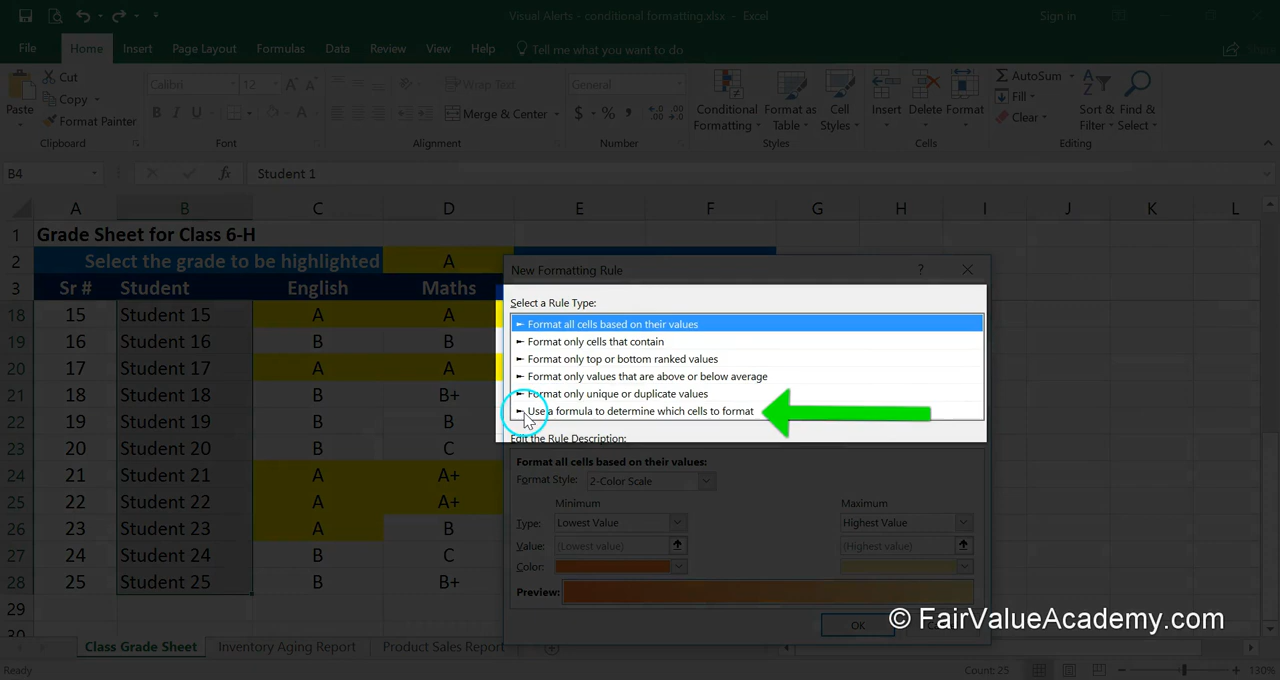 Visual Alerts - conditional formatting.xlsx - Excel
Sign in
File Home Insert Page Layout Formulas Data Review View Help Tell me what you want to do
Cut
Copy
Format Painter
Paste
Calibri 12
B I U
Wrap Text
Merge & Center
General
$ % ,
Conditional Formatting
Format as Table
Cell Styles
Insert Delete Format
AutoSum
Fill
Clear
Sort & Filter
Find & Select
Clipboard Font Alignment Number Styles Cells Editing
B4 fx Student 1
A B C D E F G H I J K L
1 Grade Sheet for Class 6-H
2 Select the grade to be highlighted A
3 Sr # Student English Maths
18 15 Student 15 A A
19 16 Student 16 B B
20 17 Student 17 A A
21 18 Student 18 B B+
22 19 Student 19 B B
23 20 Student 20 B C
24 21 Student 21 A A+
25 22 Student 22 A A+
26 23 Student 23 A B
27 24 Student 24 B C
28 25 Student 25 B B+
29
30
New Formatting Rule ?
Select a Rule Type:
► Format all cells based on their values
► Format only cells that contain
► Format only top or bottom ranked values
► Format only values that are above or below average
► Format only unique or duplicate values
► Use a formula to determine which cells to format
Edit the Rule Description:
Format all cells based on their values:
Format Style: 2-Color Scale
Minimum Maximum
Type: Lowest Value Highest Value
Value: (Lowest value) (Highest value)
Color:
Preview:
OK
© FairValueAcademy.com
Class Grade Sheet Inventory Aging Report Product Sales Report
Ready Count: 25 130%